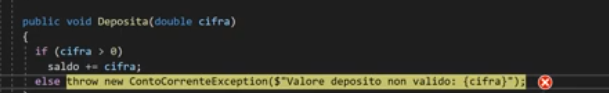 public void Deposita(double cifra)
{
if (cifra > 0)
saldo += cifra;
else throw new ContoCorrenteException($"Valore deposito non valido: {cifra}");